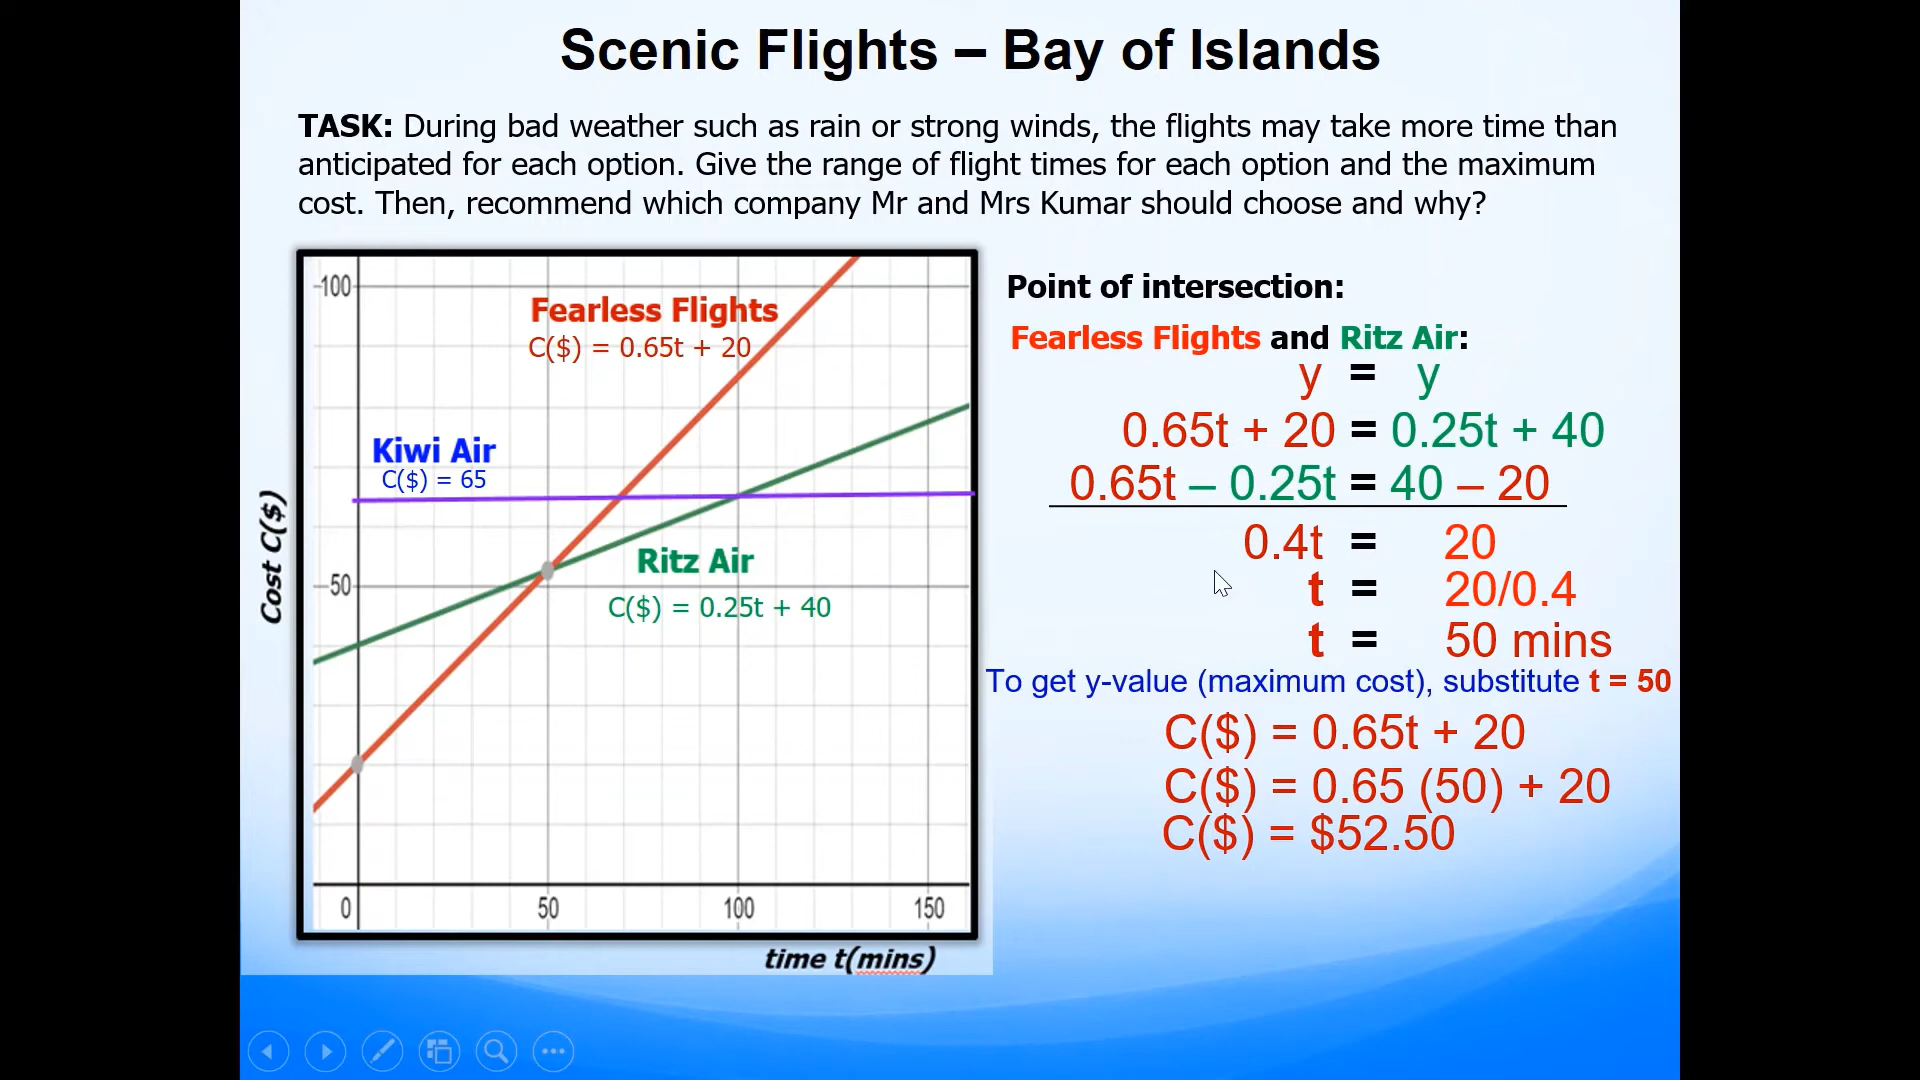 Scenic Flights – Bay of Islands
TASK: During bad weather such as rain or strong winds, the flights may take more time than
anticipated for each option. Give the range of flight times for each option and the maximum
cost. Then, recommend which company Mr and Mrs Kumar should choose and why?
100
Fearless Flights
C($) = 0.65t + 20
Kiwi Air
C($) = 65
Ritz Air
C($) = 0.25t + 40
50
Cost C($)
0
50
100
150
time t(mins)
Point of intersection:
Fearless Flights and Ritz Air:
y = y
0.65t + 20 = 0.25t + 40
0.65t – 0.25t = 40 – 20
0.4t = 20
t = 20/0.4
t = 50 mins
To get y-value (maximum cost), substitute t = 50
C($) = 0.65t + 20
C($) = 0.65 (50) + 20
C($) = $52.50